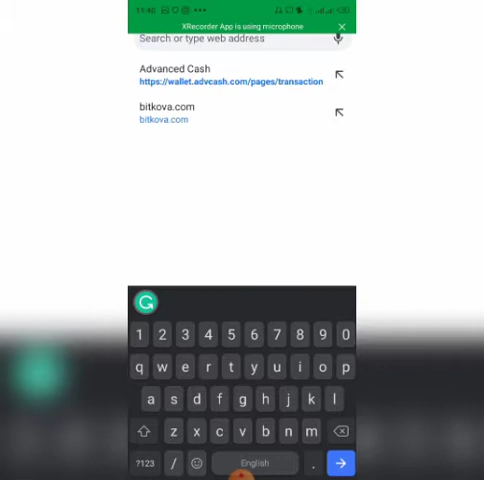 11:40
XRecorder App is using microphone
Search or type web address
Advanced Cash
https://wallet.advcash.com/pages/transaction
bitkova.com
bitkova.com
1 2 3 4 5 6 7 8 9 0
q w e r t y u i o p
a s d f g h j k l
z x c v b n m
?123 / English .